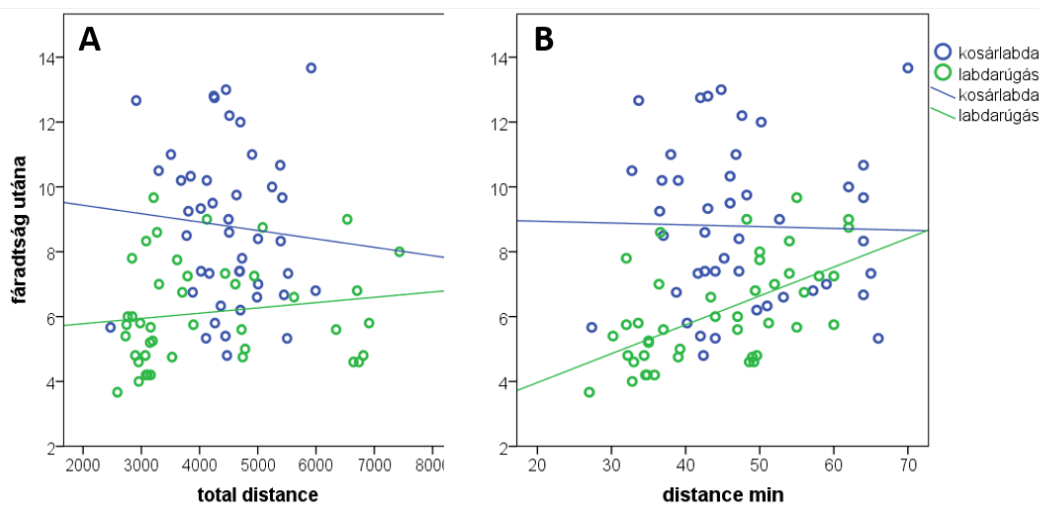 A
B
fáradtság utána
14
12
10
8
6
4
2
2000 3000 4000 5000 6000 7000 8000
total distance
14
12
10
8
6
4
2
20 30 40 50 60 70
distance min
kosárlabda
labdarúgás
kosárlabda
labdarúgás